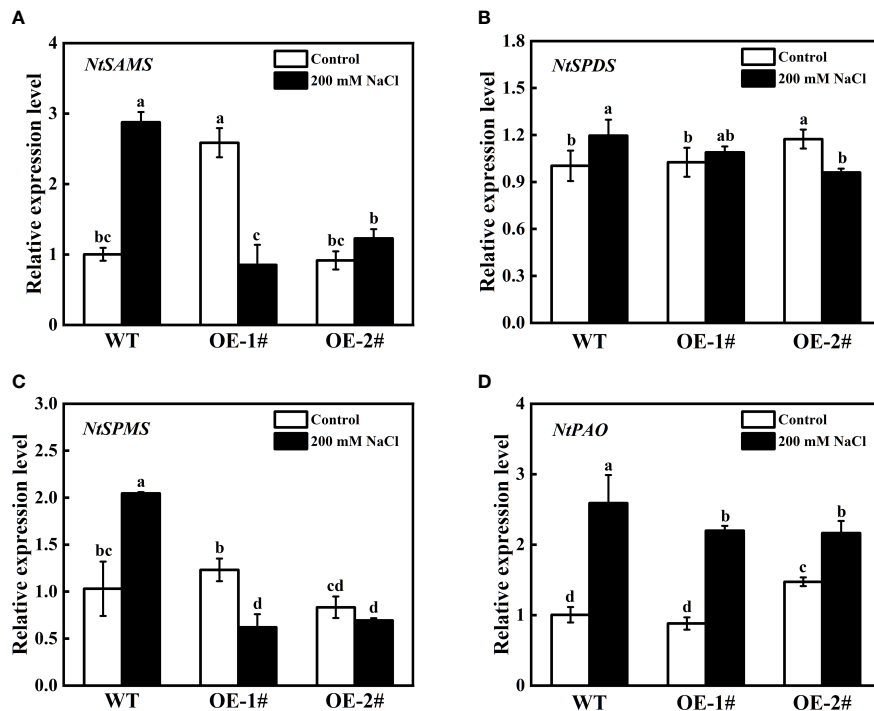 A
Relative expression level
4
3
2
1
0
NtSAMS
Control
200 mM NaCl
bc
a
a
c
bc
b
WT
OE-1#
OE-2#
B
Relative expression level
1.8
1.5
1.2
0.9
0.6
0.3
0.0
NtSPDS
Control
200 mM NaCl
b
a
b
ab
a
b
WT
OE-1#
OE-2#
C
Relative expression level
3.0
2.5
2.0
1.5
1.0
0.5
0.0
NtSPMS
Control
200 mM NaCl
bc
a
b
d
cd
d
WT
OE-1#
OE-2#
D
Relative expression level
4
3
2
1
0
NtPAO
Control
200 mM NaCl
d
a
d
b
c
b
WT
OE-1#
OE-2#